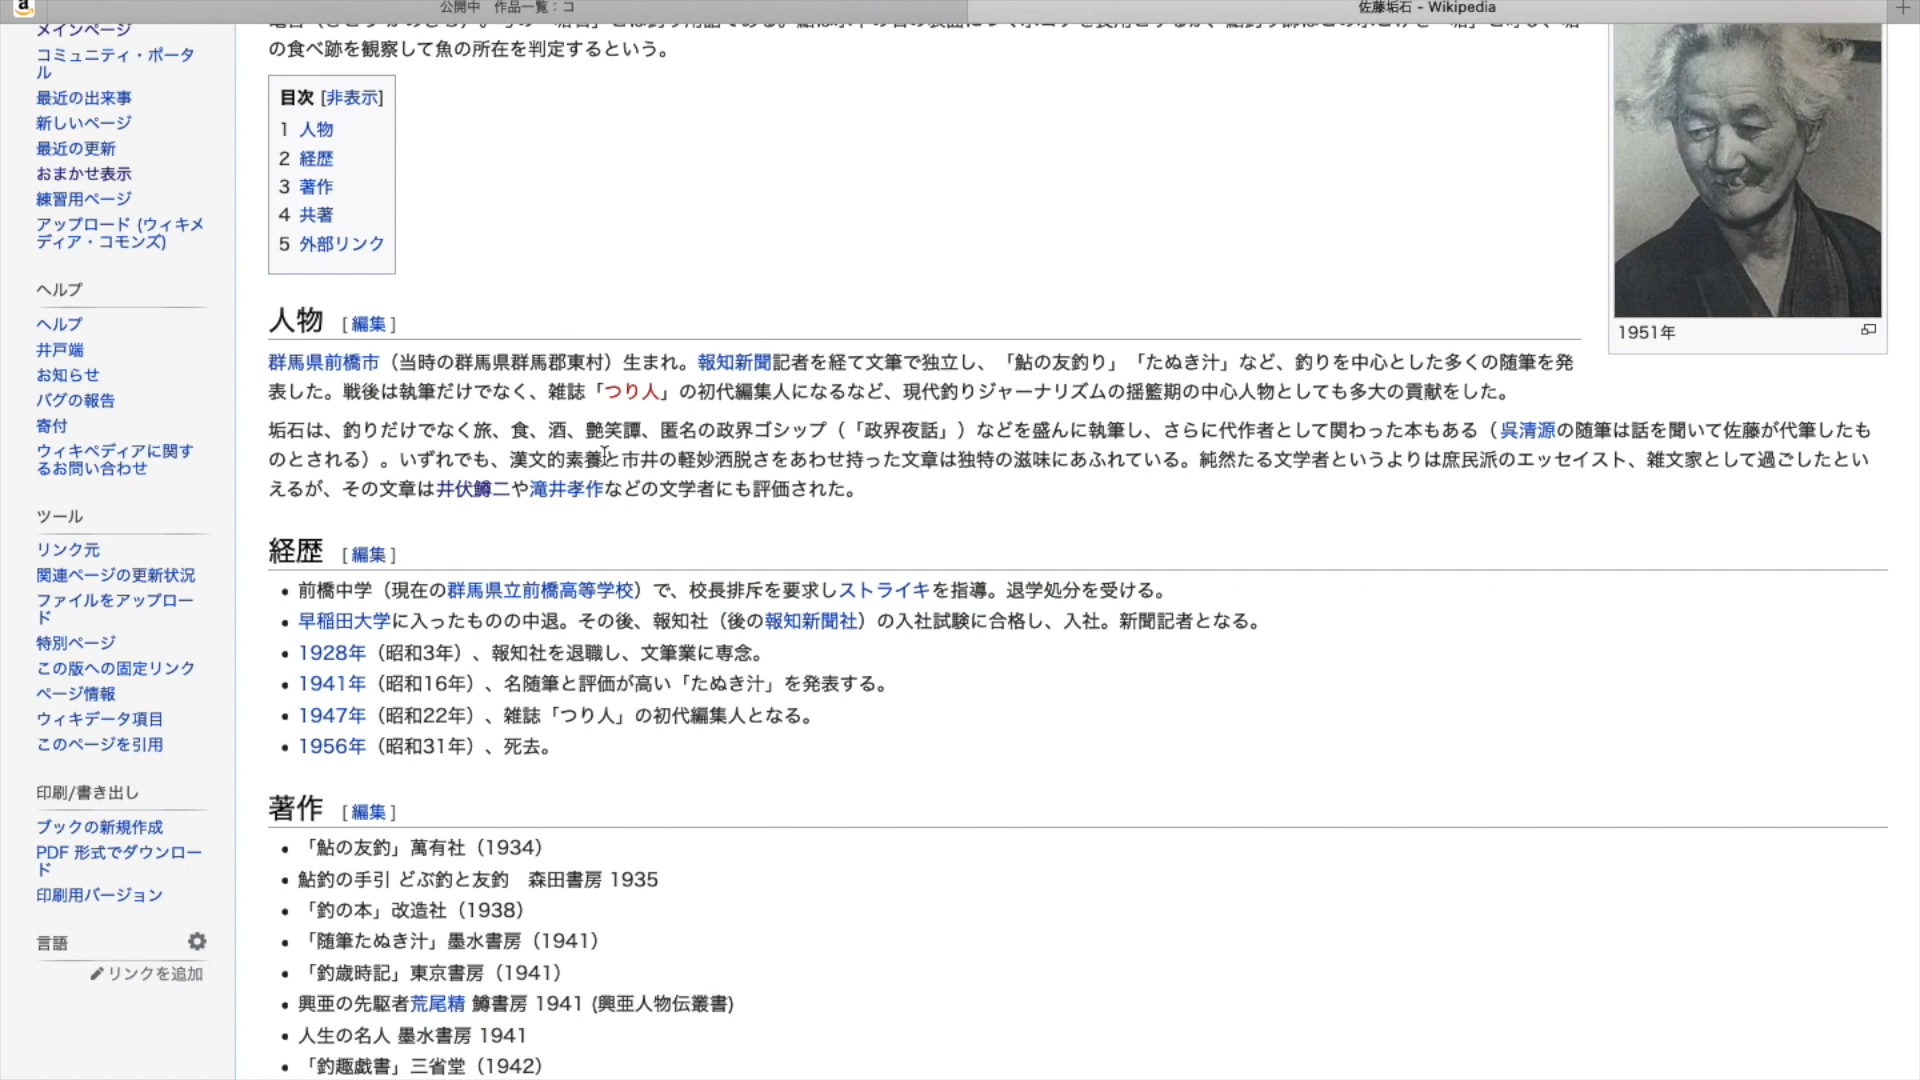 公開中　作品一覧：コ
佐藤垢石 - Wikipedia
メインページ
コミュニティ・ポータ
ル
最近の出来事
新しいページ
最近の更新
おまかせ表示
練習用ページ
アップロード (ウィキメ
ディア・コモンズ)
ヘルプ
ヘルプ
井戸端
お知らせ
バグの報告
寄付
ウィキペディアに関す
るお問い合わせ
ツール
リンク元
関連ページの更新状況
ファイルをアップロー
ド
特別ページ
この版への固定リンク
ページ情報
ウィキデータ項目
このページを引用
印刷/書き出し
ブックの新規作成
PDF 形式でダウンロー
ド
印刷用バージョン
言語
リンクを追加
の食べ跡を観察して魚の所在を判定するという。
目次 [非表示]
1 人物
2 経歴
3 著作
4 共著
5 外部リンク
1951年
人物 [ 編集 ]
群馬県前橋市（当時の群馬県群馬郡東村）生まれ。報知新聞記者を経て文筆で独立し、「鮎の友釣り」「たぬき汁」など、釣りを中心とした多くの随筆を発
表した。戦後は執筆だけでなく、雑誌「つり人」の初代編集人になるなど、現代釣りジャーナリズムの揺籃期の中心人物としても多大の貢献をした。
垢石は、釣りだけでなく旅、食、酒、艶笑譚、匿名の政界ゴシップ（「政界夜話」）などを盛んに執筆し、さらに代作者として関わった本もある（呉清源の随筆は話を聞いて佐藤が代筆したも
のとされる）。いずれでも、漢文的素養と市井の軽妙洒脱さをあわせ持った文章は独特の滋味にあふれている。純然たる文学者というよりは庶民派のエッセイスト、雑文家として過ごしたとい
えるが、その文章は井伏鱒二や滝井孝作などの文学者にも評価された。
経歴 [ 編集 ]
前橋中学（現在の群馬県立前橋高等学校）で、校長排斥を要求しストライキを指導。退学処分を受ける。
早稲田大学に入ったものの中退。その後、報知社（後の報知新聞社）の入社試験に合格し、入社。新聞記者となる。
1928年（昭和3年）、報知社を退職し、文筆業に専念。
1941年（昭和16年）、名随筆と評価が高い「たぬき汁」を発表する。
1947年（昭和22年）、雑誌「つり人」の初代編集人となる。
1956年（昭和31年）、死去。
著作 [ 編集 ]
「鮎の友釣」萬有社（1934）
鮎釣の手引 どぶ釣と友釣　森田書房 1935
「釣の本」改造社（1938）
「随筆たぬき汁」墨水書房（1941）
「釣歳時記」東京書房（1941）
興亜の先駆者荒尾精 鱒書房 1941 (興亜人物伝叢書)
人生の名人 墨水書房 1941
「釣趣戯書」三省堂（1942）